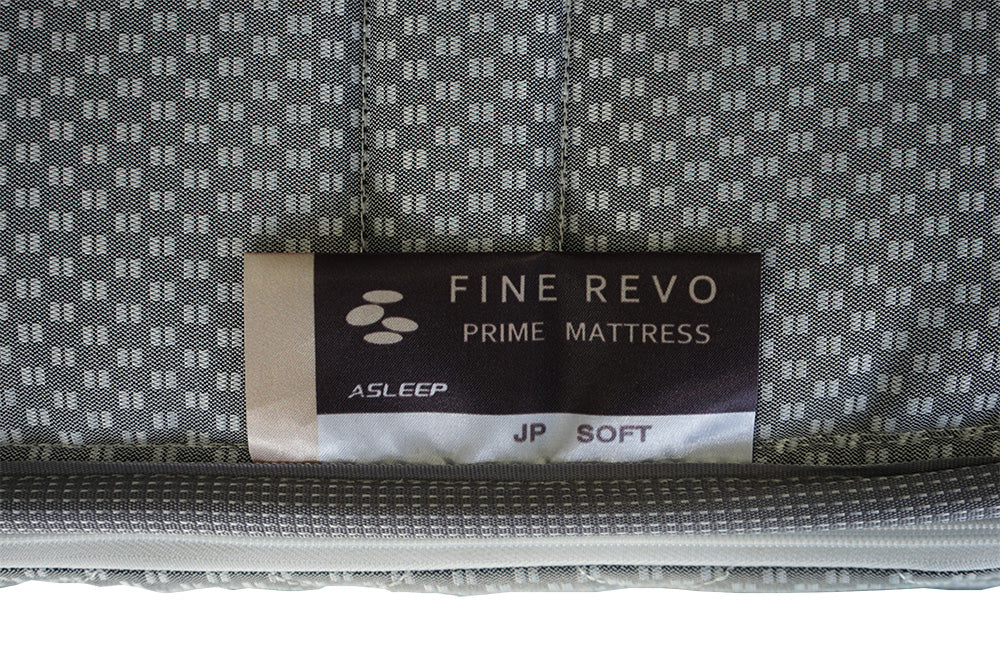 FINE REVO
PRIME MATTRESS
ASLEEP
JP SOFT